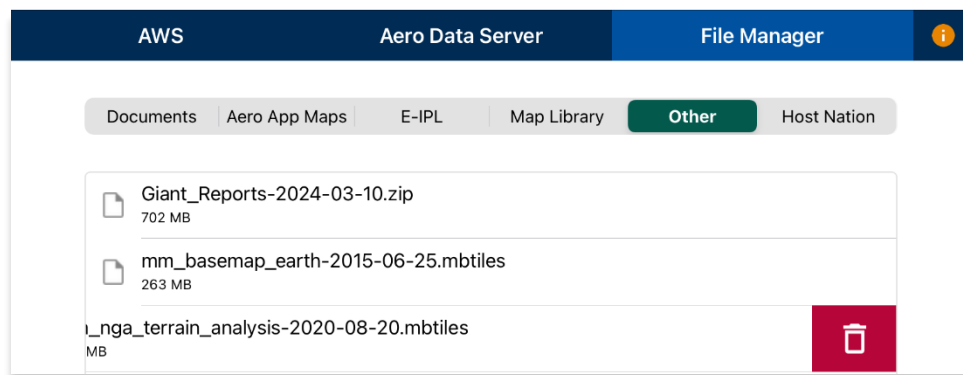 AWS Aero Data Server File Manager
Documents Aero App Maps E-IPL Map Library Other Host Nation
Giant_Reports-2024-03-10.zip
702 MB
mm_basemap_earth-2015-06-25.mbtiles
263 MB
_nga_terrain_analysis-2020-08-20.mbtiles
MB